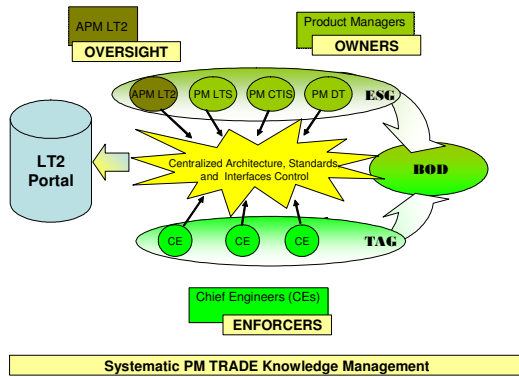 APM LT2
OVERSIGHT
Product Managers
OWNERS
APM LT2
PM LTS
PM CTIS
PM DT
ESG
LT2
Portal
Centralized Architecture, Standards,
and Interfaces Control
BOD
CE
CE
CE
TAG
Chief Engineers (CEs)
ENFORCERS
Systematic PM TRADE Knowledge Management